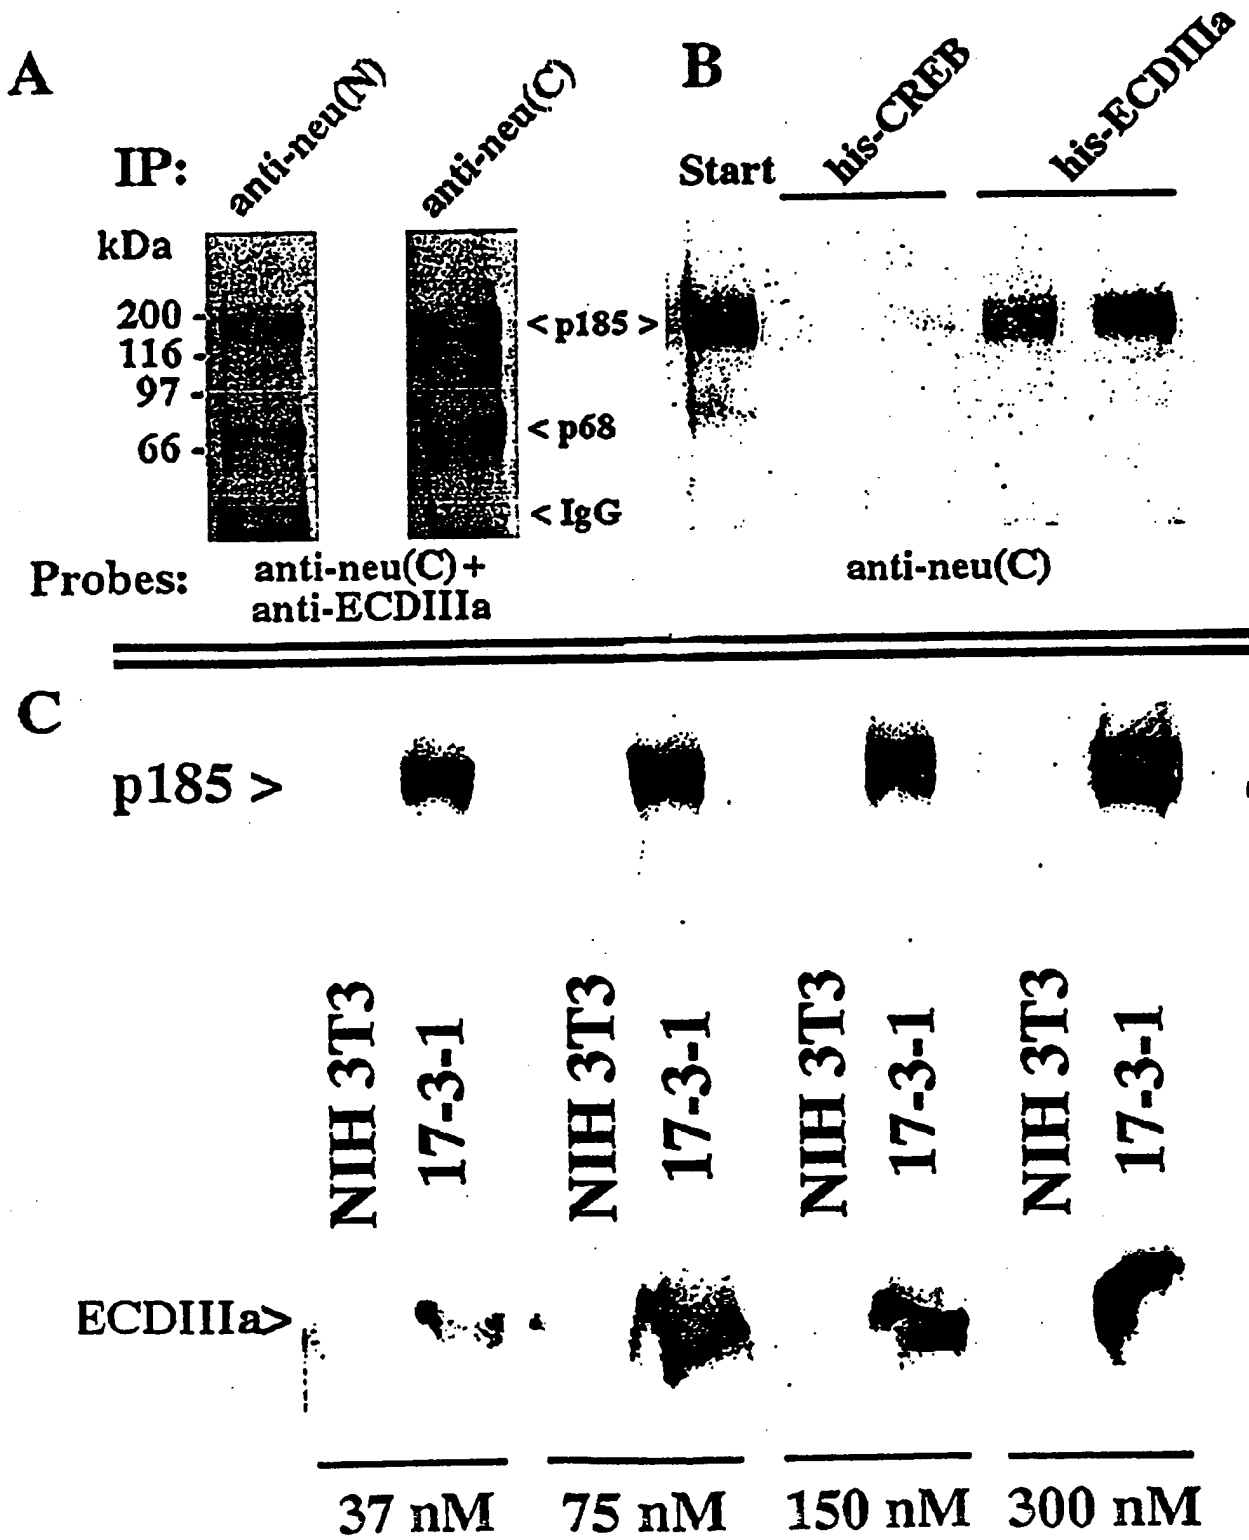 A
IP:
anti-neu(N)
anti-neu(C)
kDa
200 -
116 -
97 -
66 -
< p185 >
< p68
< IgG
Probes:
anti-neu(C)+
anti-ECDIIIa
B
Start
his-CREB
his-ECDIIIa
anti-neu(C)
C
p185 >
NIH 3T3
17-3-1
NIH 3T3
17-3-1
NIH 3T3
17-3-1
NIH 3T3
17-3-1
ECDIIIa>
37 nM
75 nM
150 nM
300 nM